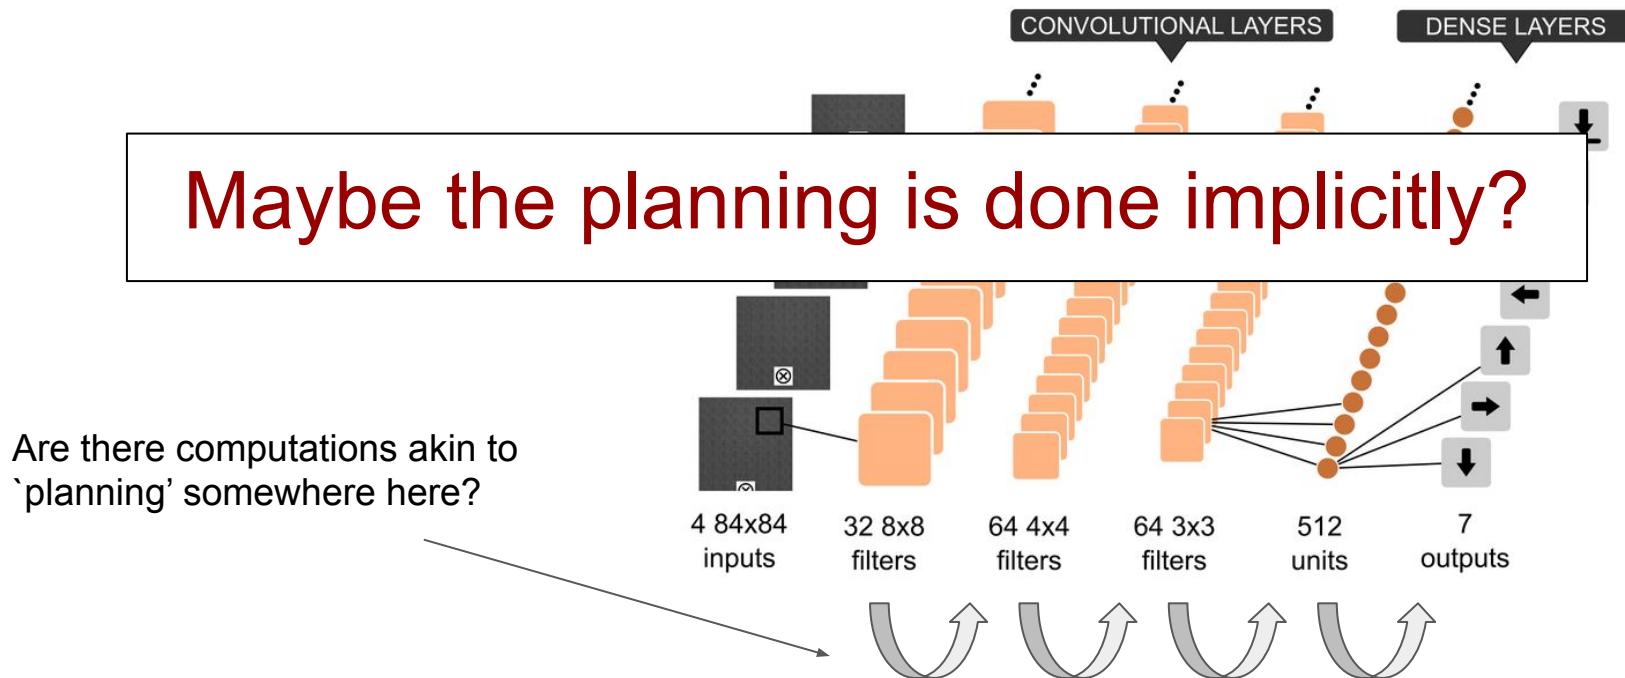 CONVOLUTIONAL LAYERS
DENSE LAYERS
Maybe the planning is done implicitly?
Are there computations akin to
`planning’ somewhere here?
4 84x84
inputs
32 8x8
filters
64 4x4
filters
64 3x3
filters
512
units
7
outputs